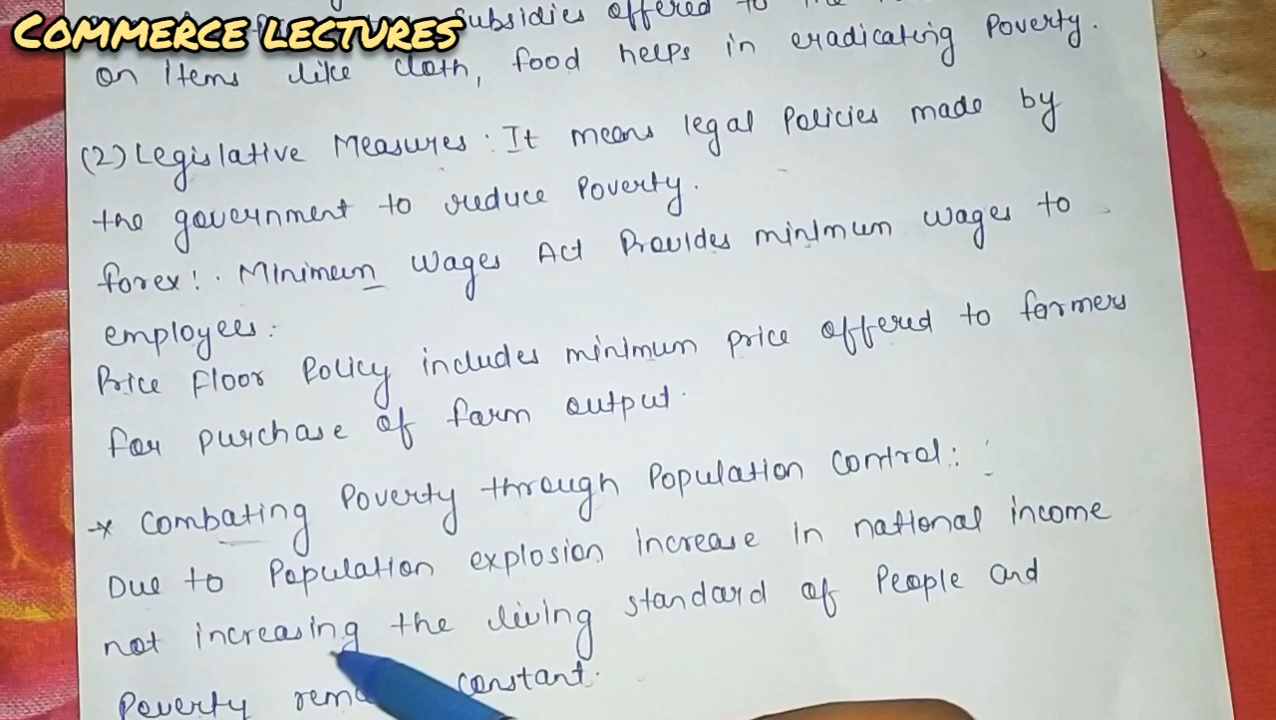 COMMERCE LECTURES
Subsidies offered to the
on items like cloth, food helps in eradicating Poverty.
(2) Legislative Measures: It means legal Policies made by
the government to reduce Poverty.
forex: Minimum Wages Act Provides minimum wages to
employees.
Price Floor Policy includes minimum price offered to farmers
for purchase of farm output.
* Combating Poverty through Population Control:
Due to Population explosion increase in national income
not increasing the living standard of People and
Poverty constant.